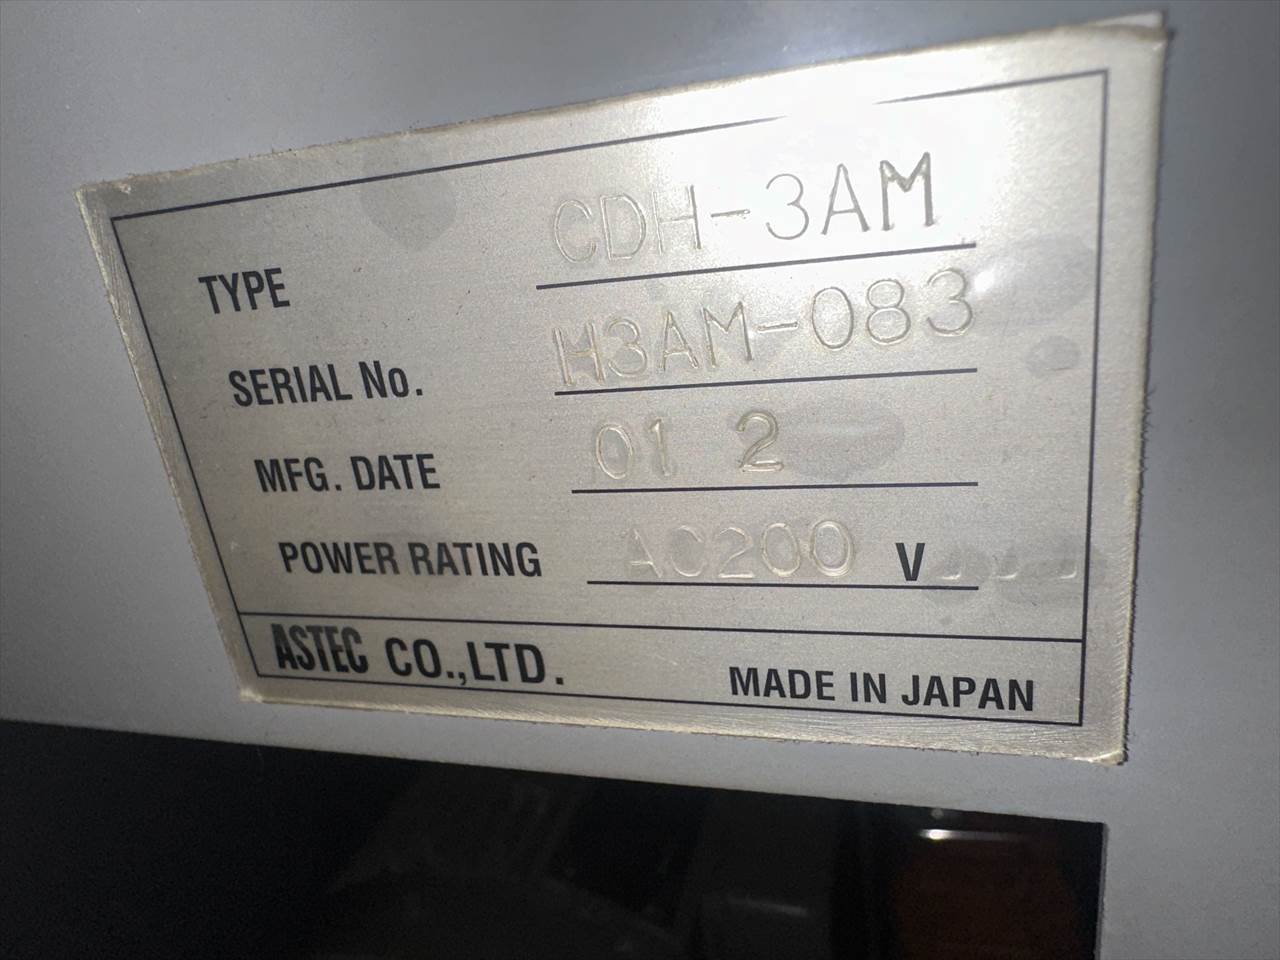 TYPE CDH-3AM
SERIAL No. H3AM-083
MFG. DATE 01 2
POWER RATING AC200 V
ASTEC CO.,LTD. MADE IN JAPAN